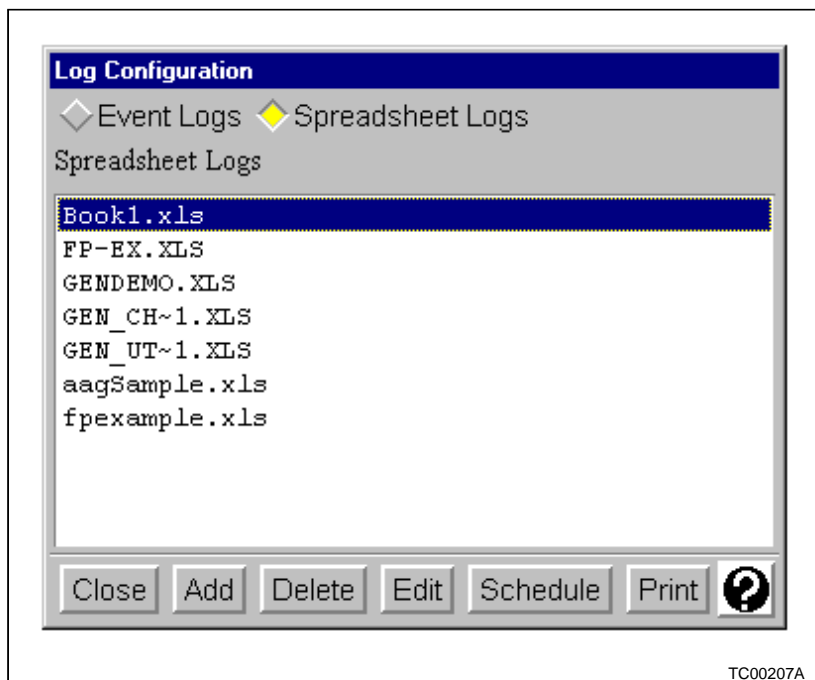 Log Configuration
Event Logs Spreadsheet Logs
Spreadsheet Logs
Book1.xls
FP-EX.XLS
GENDEMO.XLS
GEN_CH~1.XLS
GEN_UT~1.XLS
aagSample.xls
fpexample.xls
Close Add Delete Edit Schedule Print ?
TC00207A